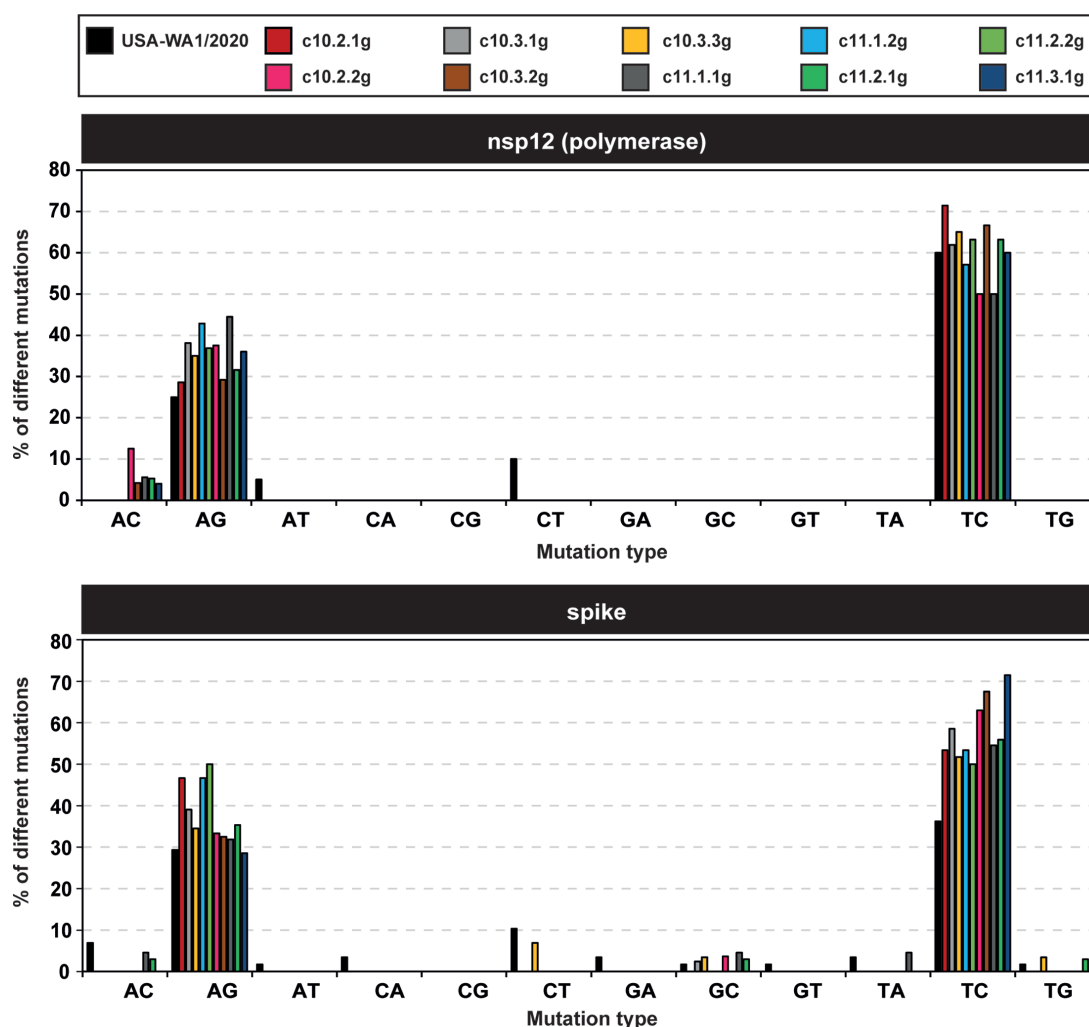 USA-WA1/2020 c10.2.1g c10.3.1g c10.3.3g c11.1.2g c11.2.2g
c10.2.2g c10.3.2g c11.1.1g c11.2.1g c11.3.1g
nsp12 (polymerase)
% of different mutations
80
70
60
50
40
30
20
10
0
AC AG AT CA CG CT GA GC GT TA TC TG
Mutation type
spike
% of different mutations
80
70
60
50
40
30
20
10
0
AC AG AT CA CG CT GA GC GT TA TC TG
Mutation type